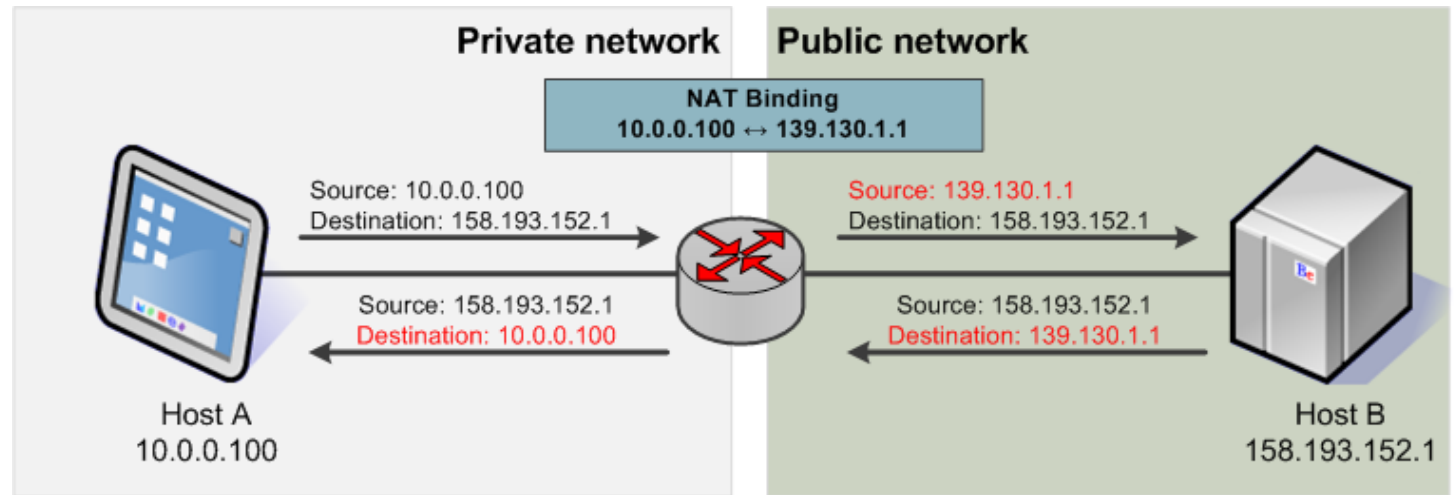 Private network
Public network
NAT Binding
10.0.0.100 ↔ 139.130.1.1
Source: 10.0.0.100
Destination: 158.193.152.1
Source: 139.130.1.1
Destination: 158.193.152.1
Source: 158.193.152.1
Destination: 10.0.0.100
Source: 158.193.152.1
Destination: 139.130.1.1
Be
Host A
10.0.0.100
Host B
158.193.152.1